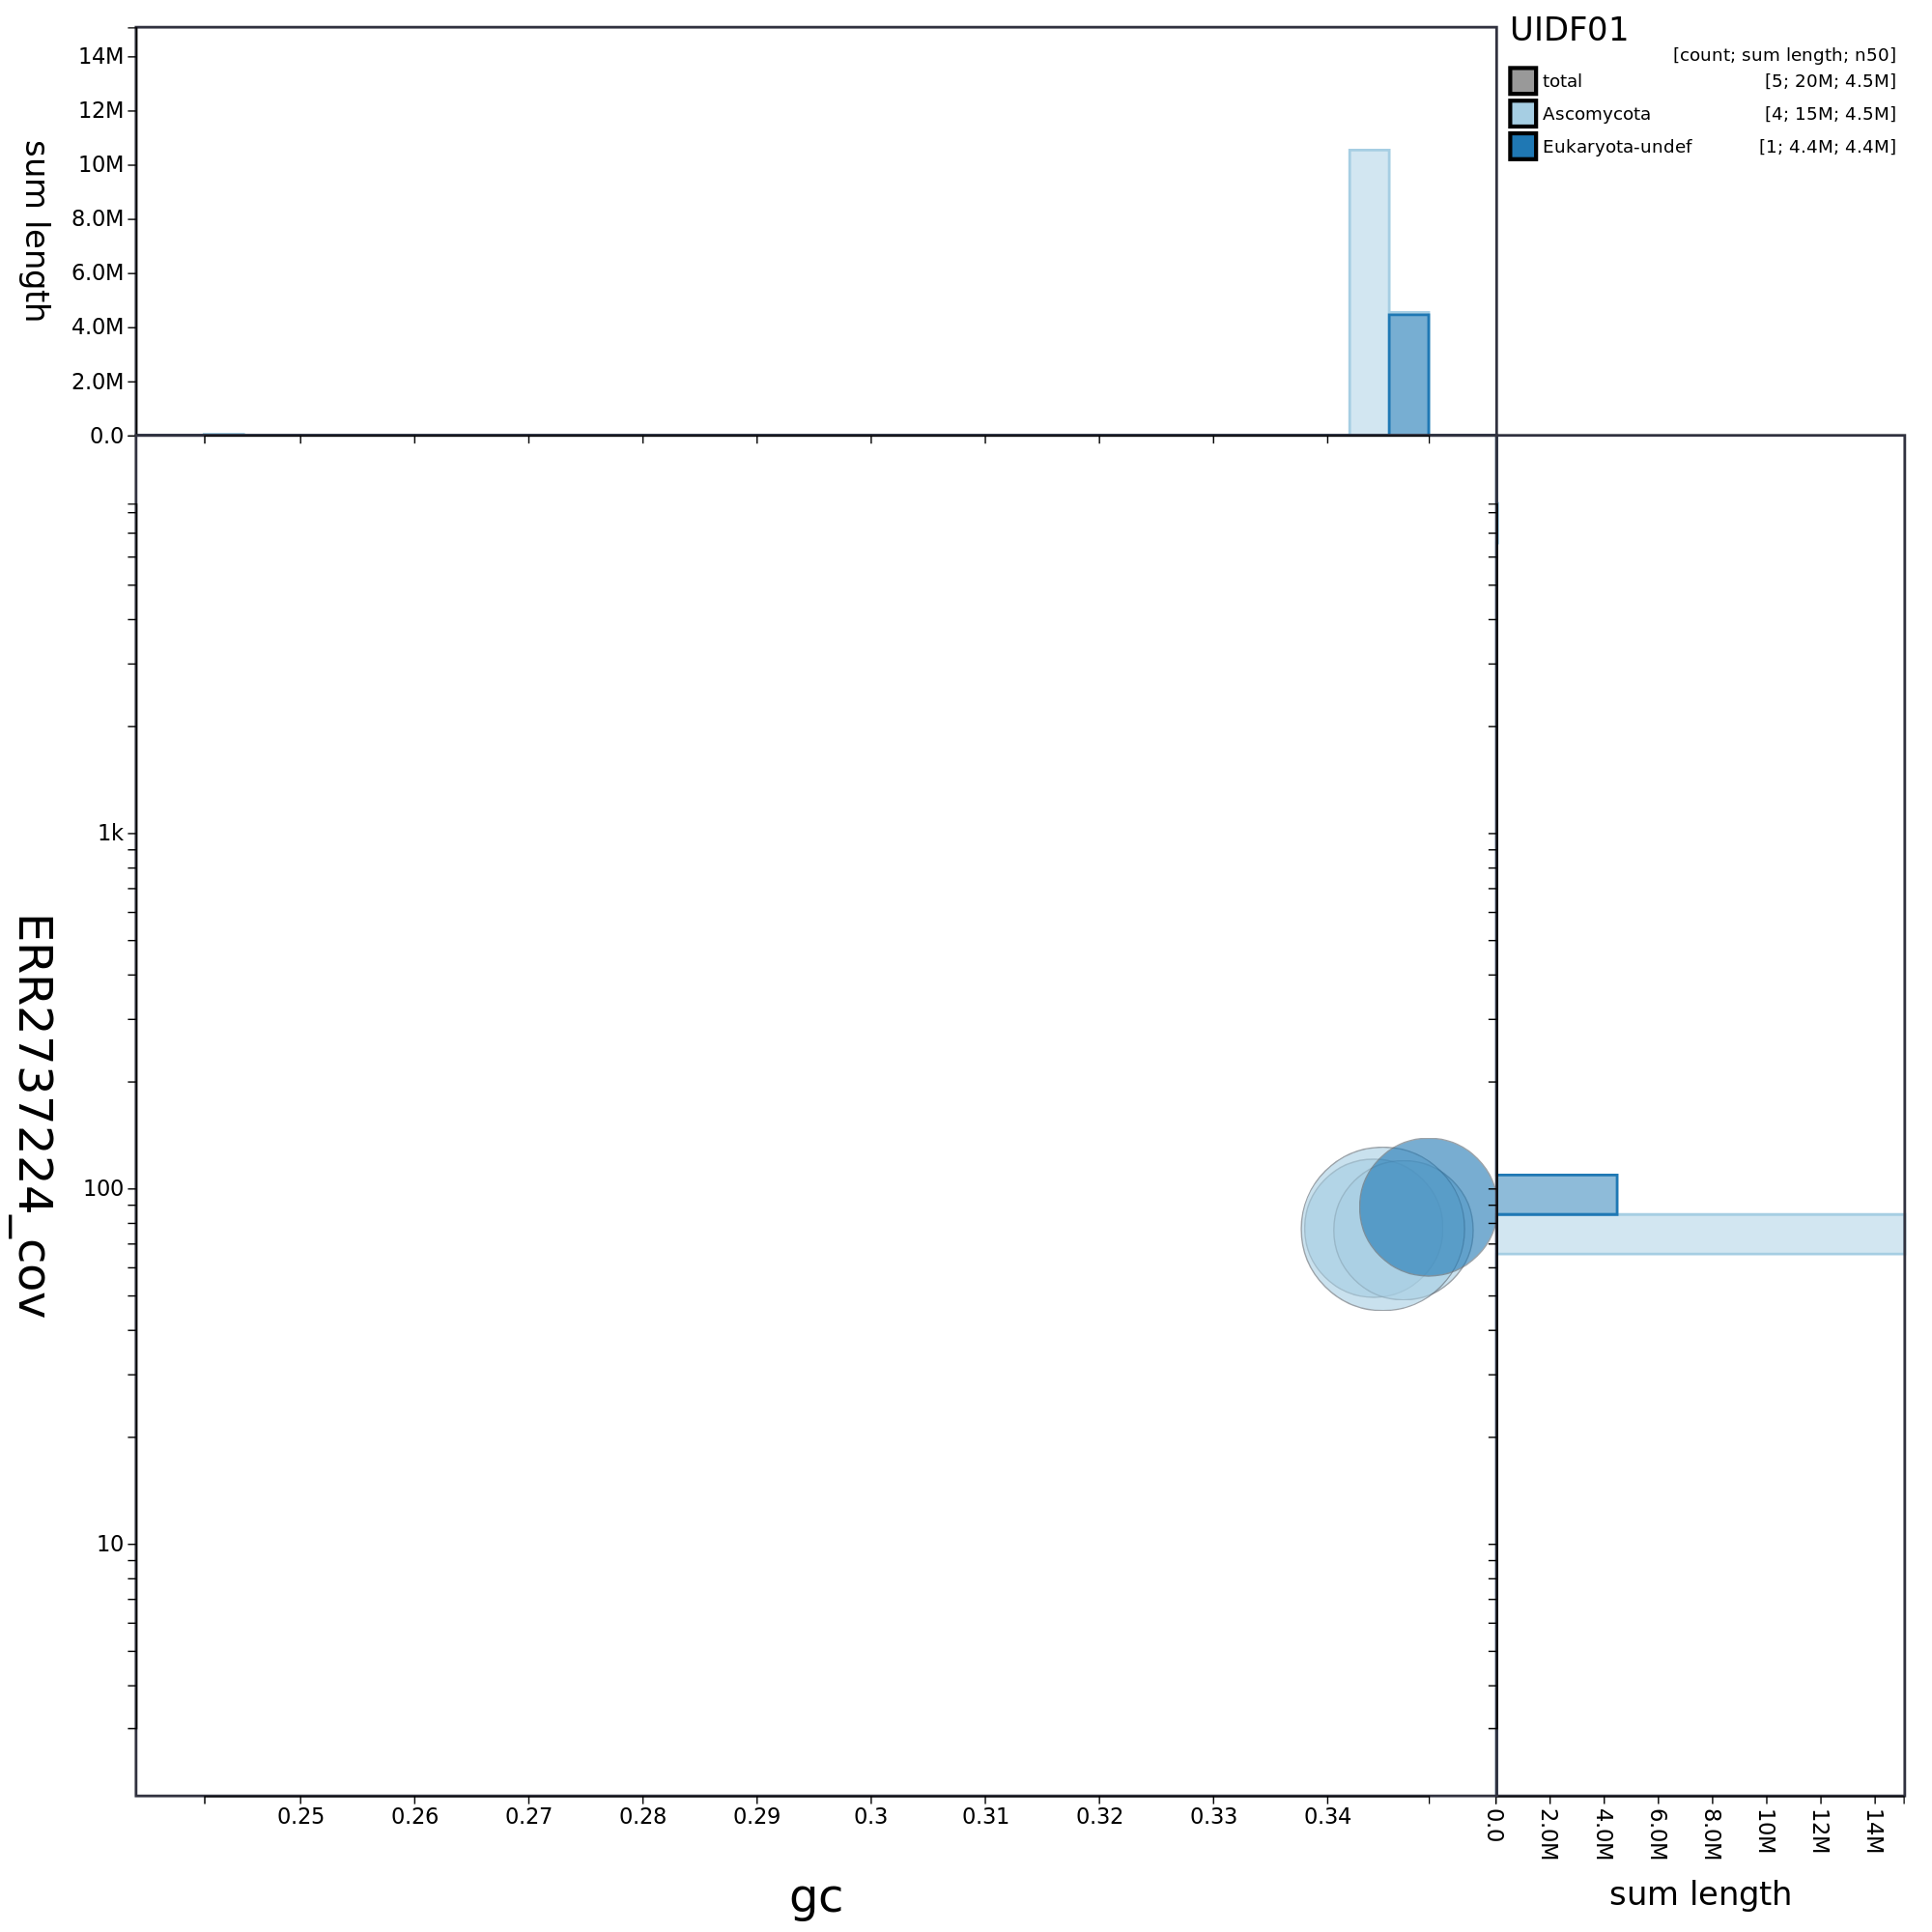 UIDF01
[count; sum length; n50]
total [5; 20M; 4.5M]
Ascomycota [4; 15M; 4.5M]
Eukaryota-undef [1; 4.4M; 4.4M]
sum length
14M
12M
10M
8.0M
6.0M
4.0M
2.0M
0.0
ERR2737224_cov
1k
100
10
0.25 0.26 0.27 0.28 0.29 0.3 0.31 0.32 0.33 0.34
gc
0.0 2.0M 4.0M 6.0M 8.0M 10M 12M 14M
sum length